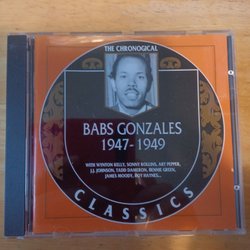 THE CHRONOGICAL
BABS GONZALES
1947-1949
WITH WYNTON KELLY, SONNY ROLLINS, ART PEPPER,
J.J. JOHNSON, TADD DAMERON, BENNIE GREEN,
JAMES MOODY, ROY HAYNES...
CLASSICS